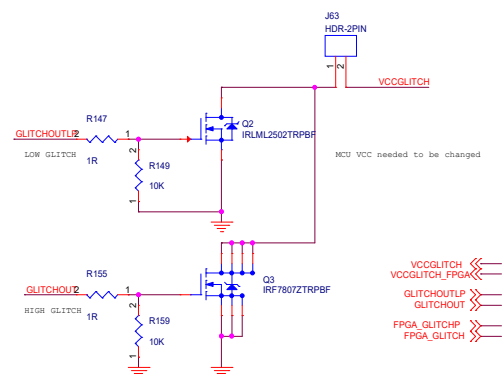 J63
HDR-2PIN
1
2
VCCGLITCH
R147
GLITCHOUTLP
2
1
1R
LOW GLITCH
2
R149
10K
1
Q2
IRLML2502TRPBF
MCU VCC needed to be changed
R155
GLITCHOUT
2
1
1R
HIGH GLITCH
2
R159
10K
1
Q3
IRF7807ZTRPBF
VCCGLITCH
VCCGLITCH_FPGA
GLITCHOUTLP
GLITCHOUT
FPGA_GLITCHP
FPGA_GLITCH